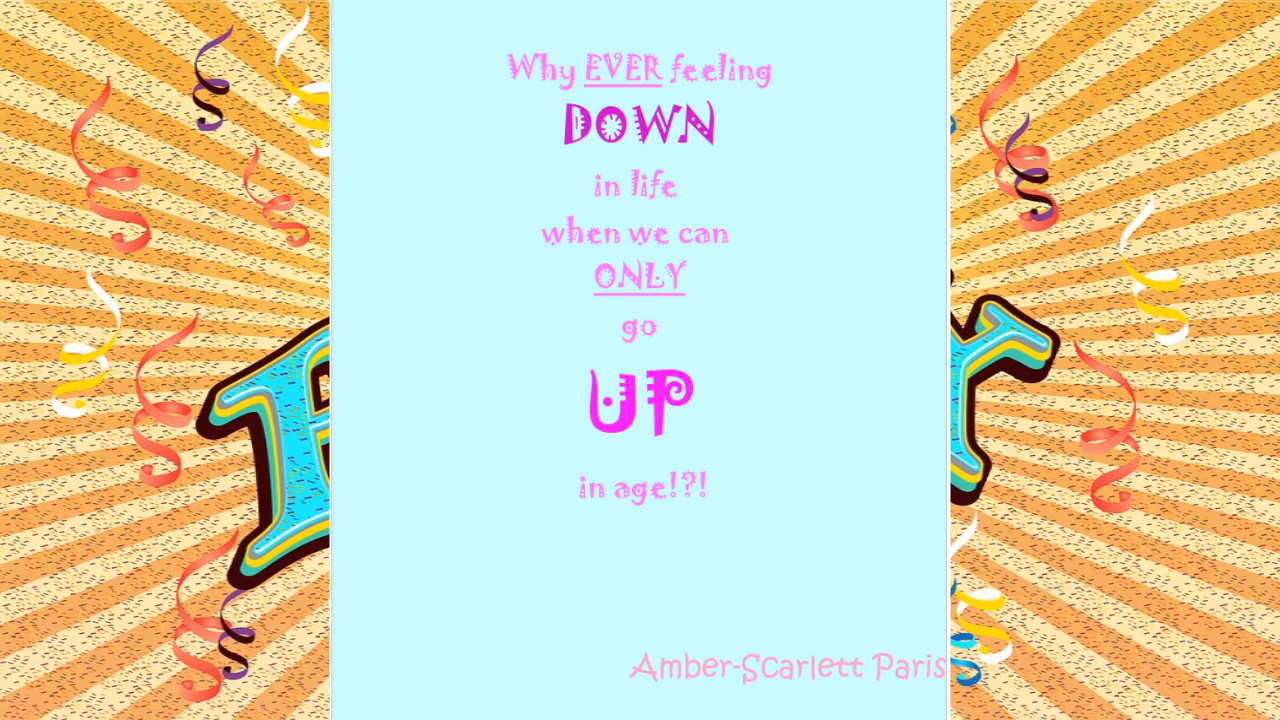 Why EVER feeling
DOWN
in life
when we can
ONLY
go
UP
in age!?!
Amber-Scarlett Paris